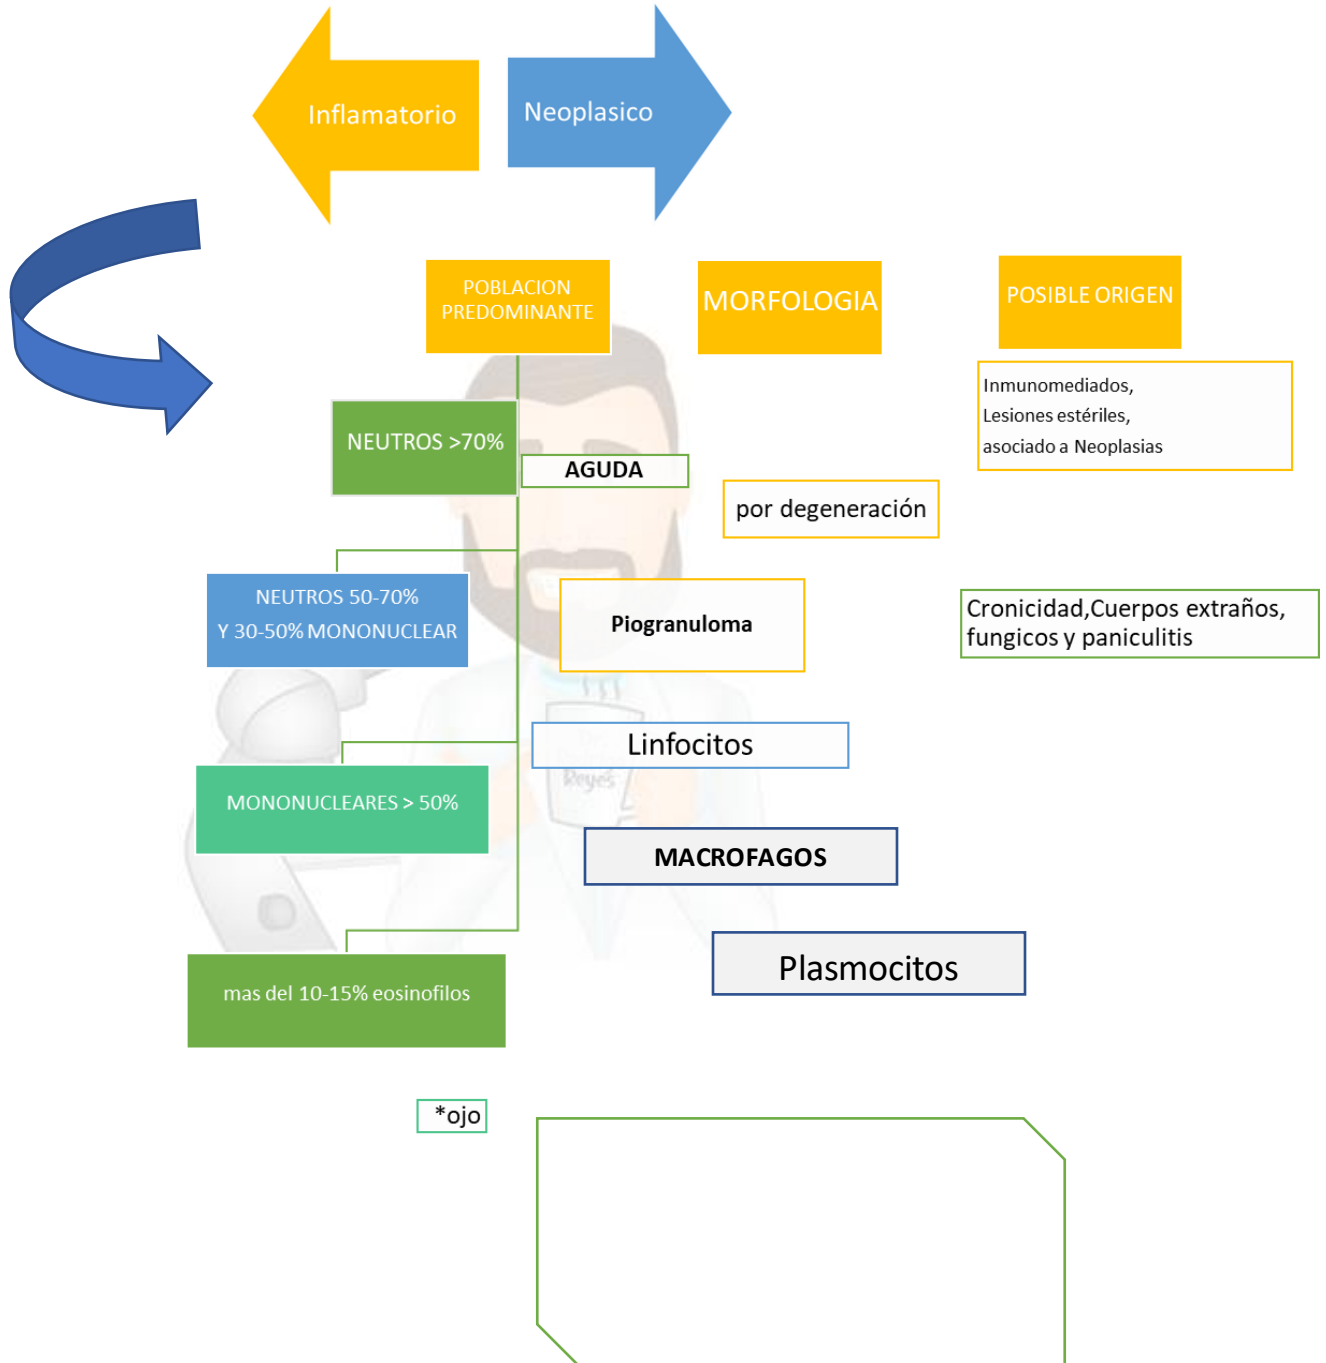 Inflamatorio
Neoplasico
POBLACION
PREDOMINANTE
MORFOLOGIA
POSIBLE ORIGEN
Inmunomediados,
Lesiones estériles,
asociado a Neoplasias
NEUTROS >70%
AGUDA
por degeneración
NEUTROS 50-70%
Y 30-50% MONONUCLEAR
Piogranuloma
Cronicidad,Cuerpos extraños,
fungicos y paniculitis
Linfocitos
Reyes
MONONUCLEARES > 50%
MACROFAGOS
Plasmocitos
mas del 10-15% eosinofilos
*ojo